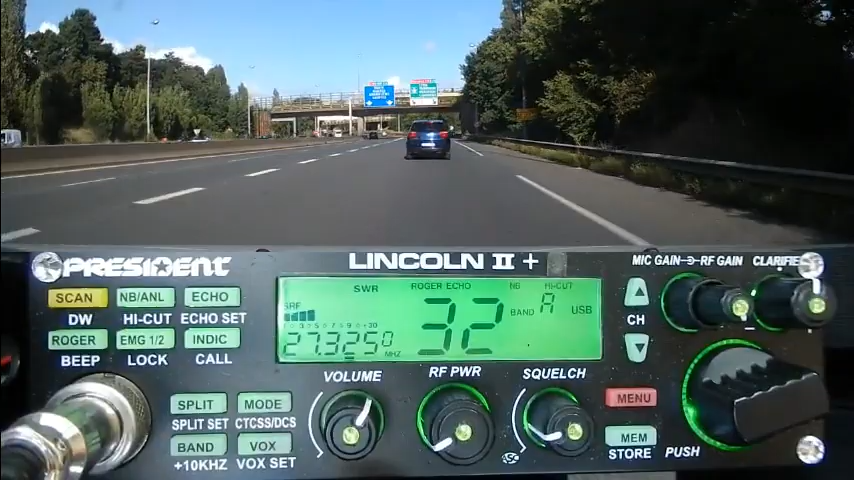 PRESIDENT LINCOLN II + MIC GAIN RF GAIN CLARIFIER
SCAN NB/ANL ECHO
DW HI-CUT ECHO SET
ROGER EMG 1/2 INDIC
BEEP LOCK CALL
SWR ROGER ECHO NB HI-CUT
SRF
32 BAND A USB
27.3250 MHZ
CH
VOLUME RF PWR SQUELCH
MENU
SPLIT MODE
SPLIT SET CTCSS/DCS
BAND VOX
+10KHz VOX SET
ASC
MEM
STORE
PUSH